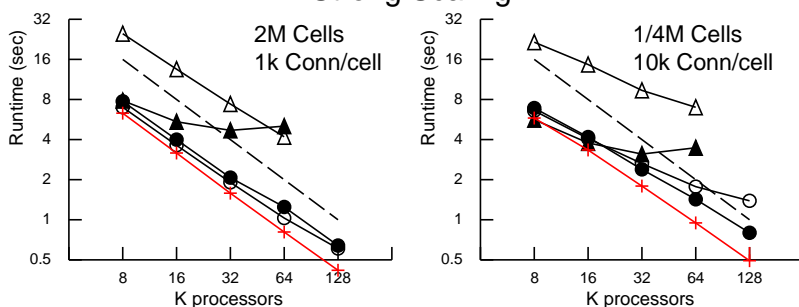 Strong Scaling
Runtime (sec)
32
16
8
4
2
1
0.5
2M Cells
1k Conn/cell
8 16 32 64 128
K processors
Runtime (sec)
32
16
8
4
2
1
0.5
1/4M Cells
10k Conn/cell
8 16 32 64 128
K processors